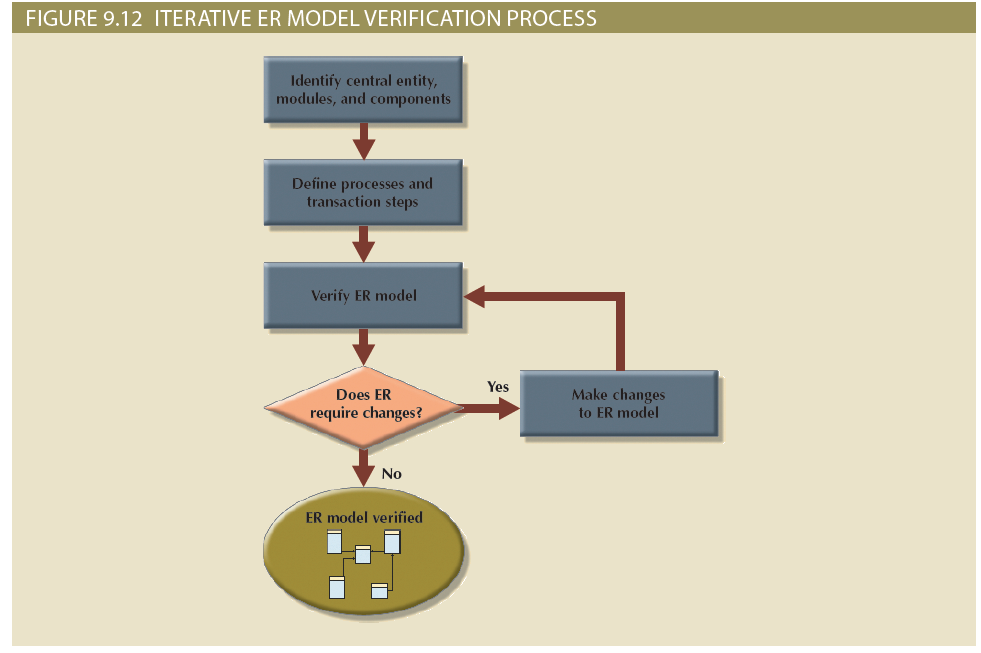 FIGURE 9.12 ITERATIVE ER MODEL VERIFICATION PROCESS
Identify central entity,
modules, and components
Define processes and
transaction steps
Verify ER model
Does ER
require changes?
Yes
Make changes
to ER model
No
ER model verified